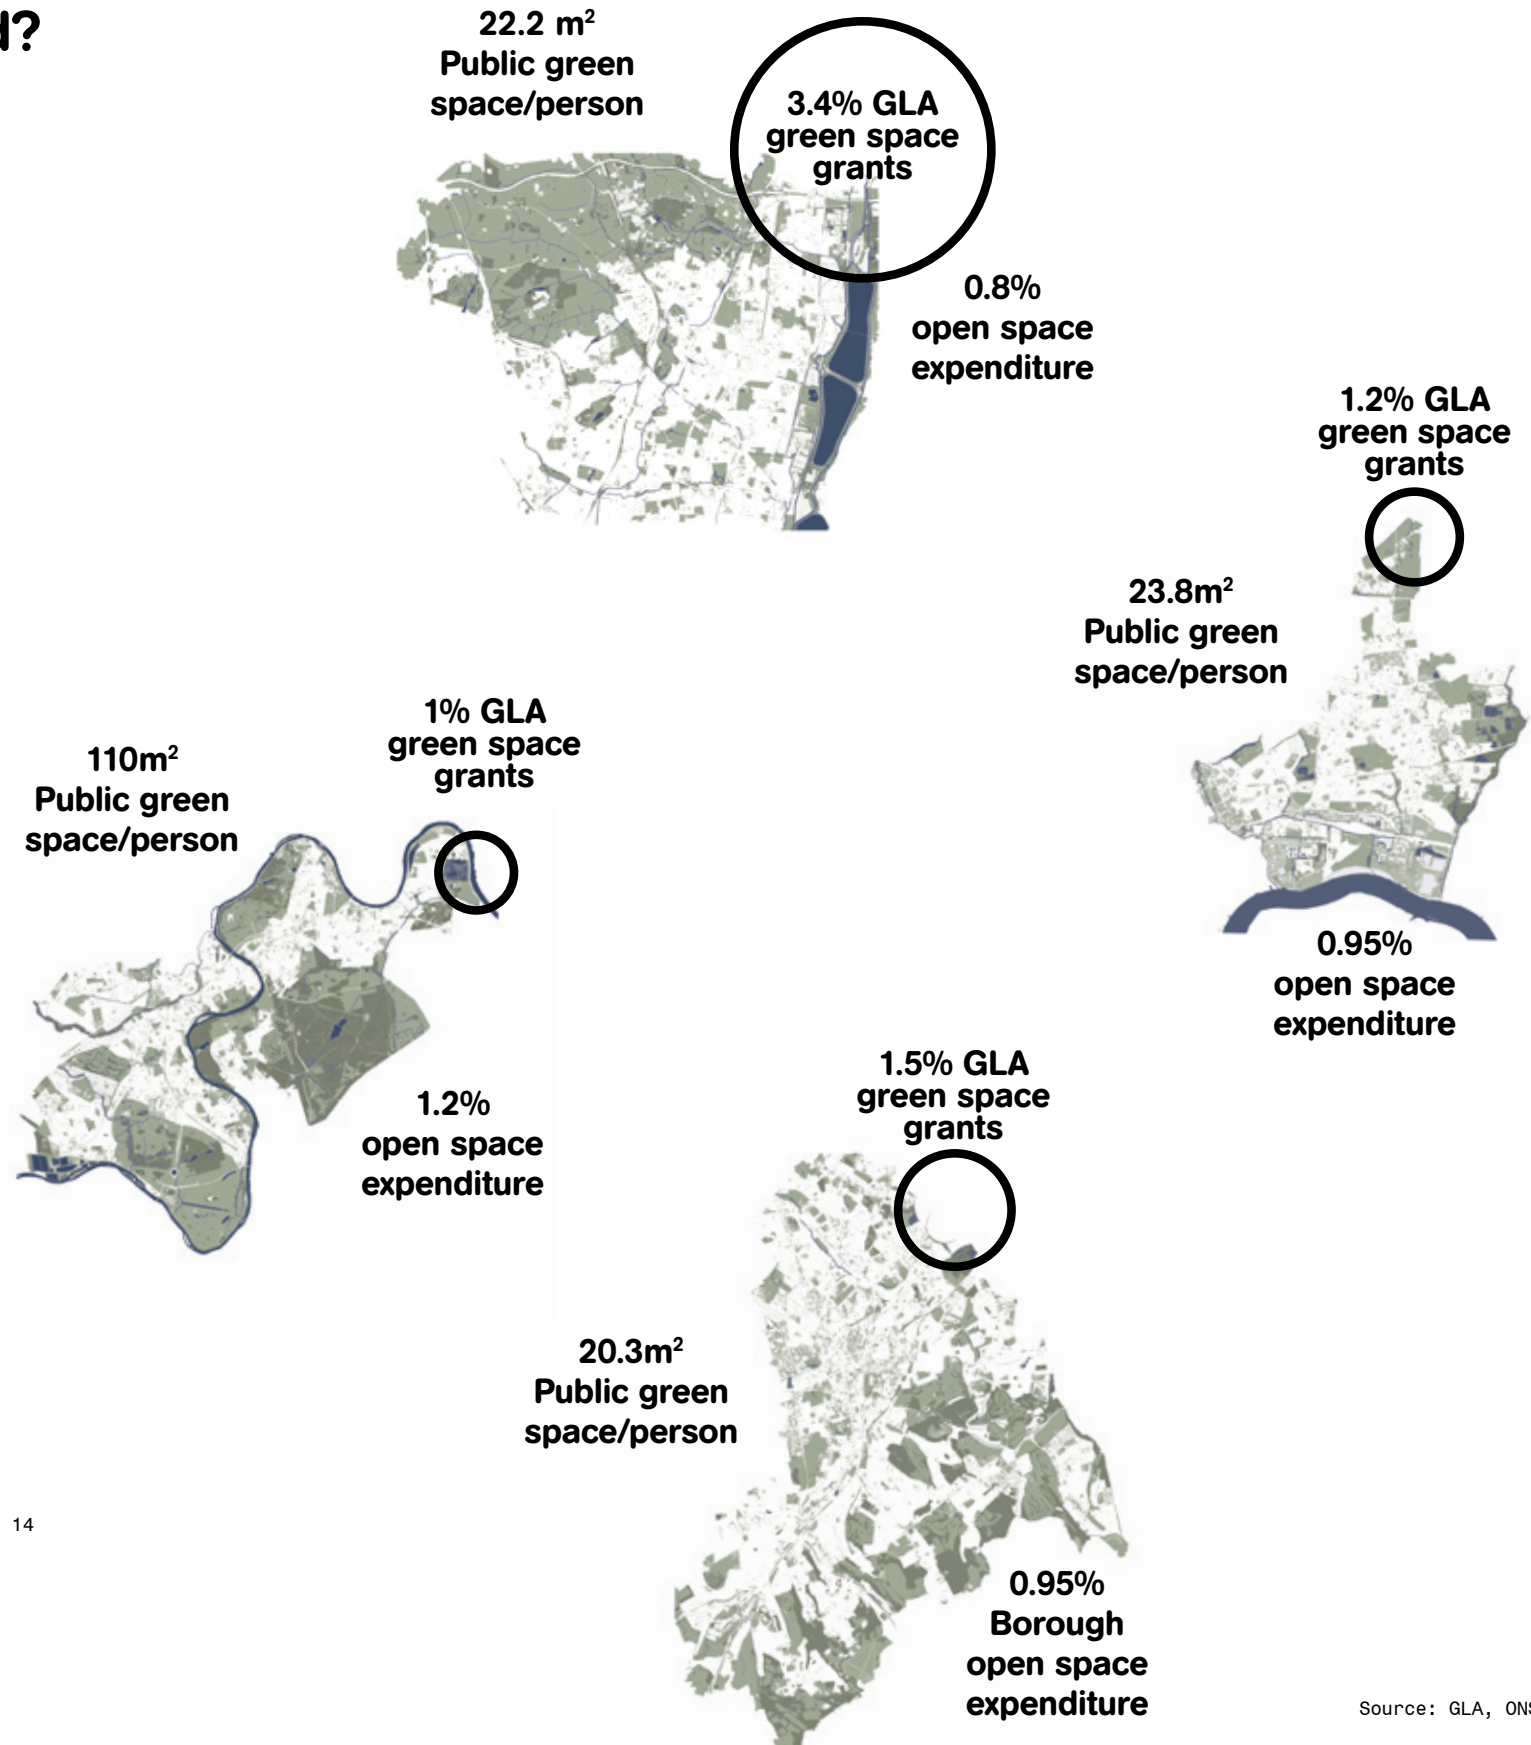 22.2 m²
Public green
space/person
3.4% GLA
green space
grants
0.8%
open space
expenditure
1.2% GLA
green space
grants
23.8m²
Public green
space/person
0.95%
open space
expenditure
1% GLA
green space
grants
110m²
Public green
space/person
1.2%
open space
expenditure
1.5% GLA
green space
grants
20.3m²
Public green
space/person
0.95%
Borough
open space
expenditure
14
Source: GLA,